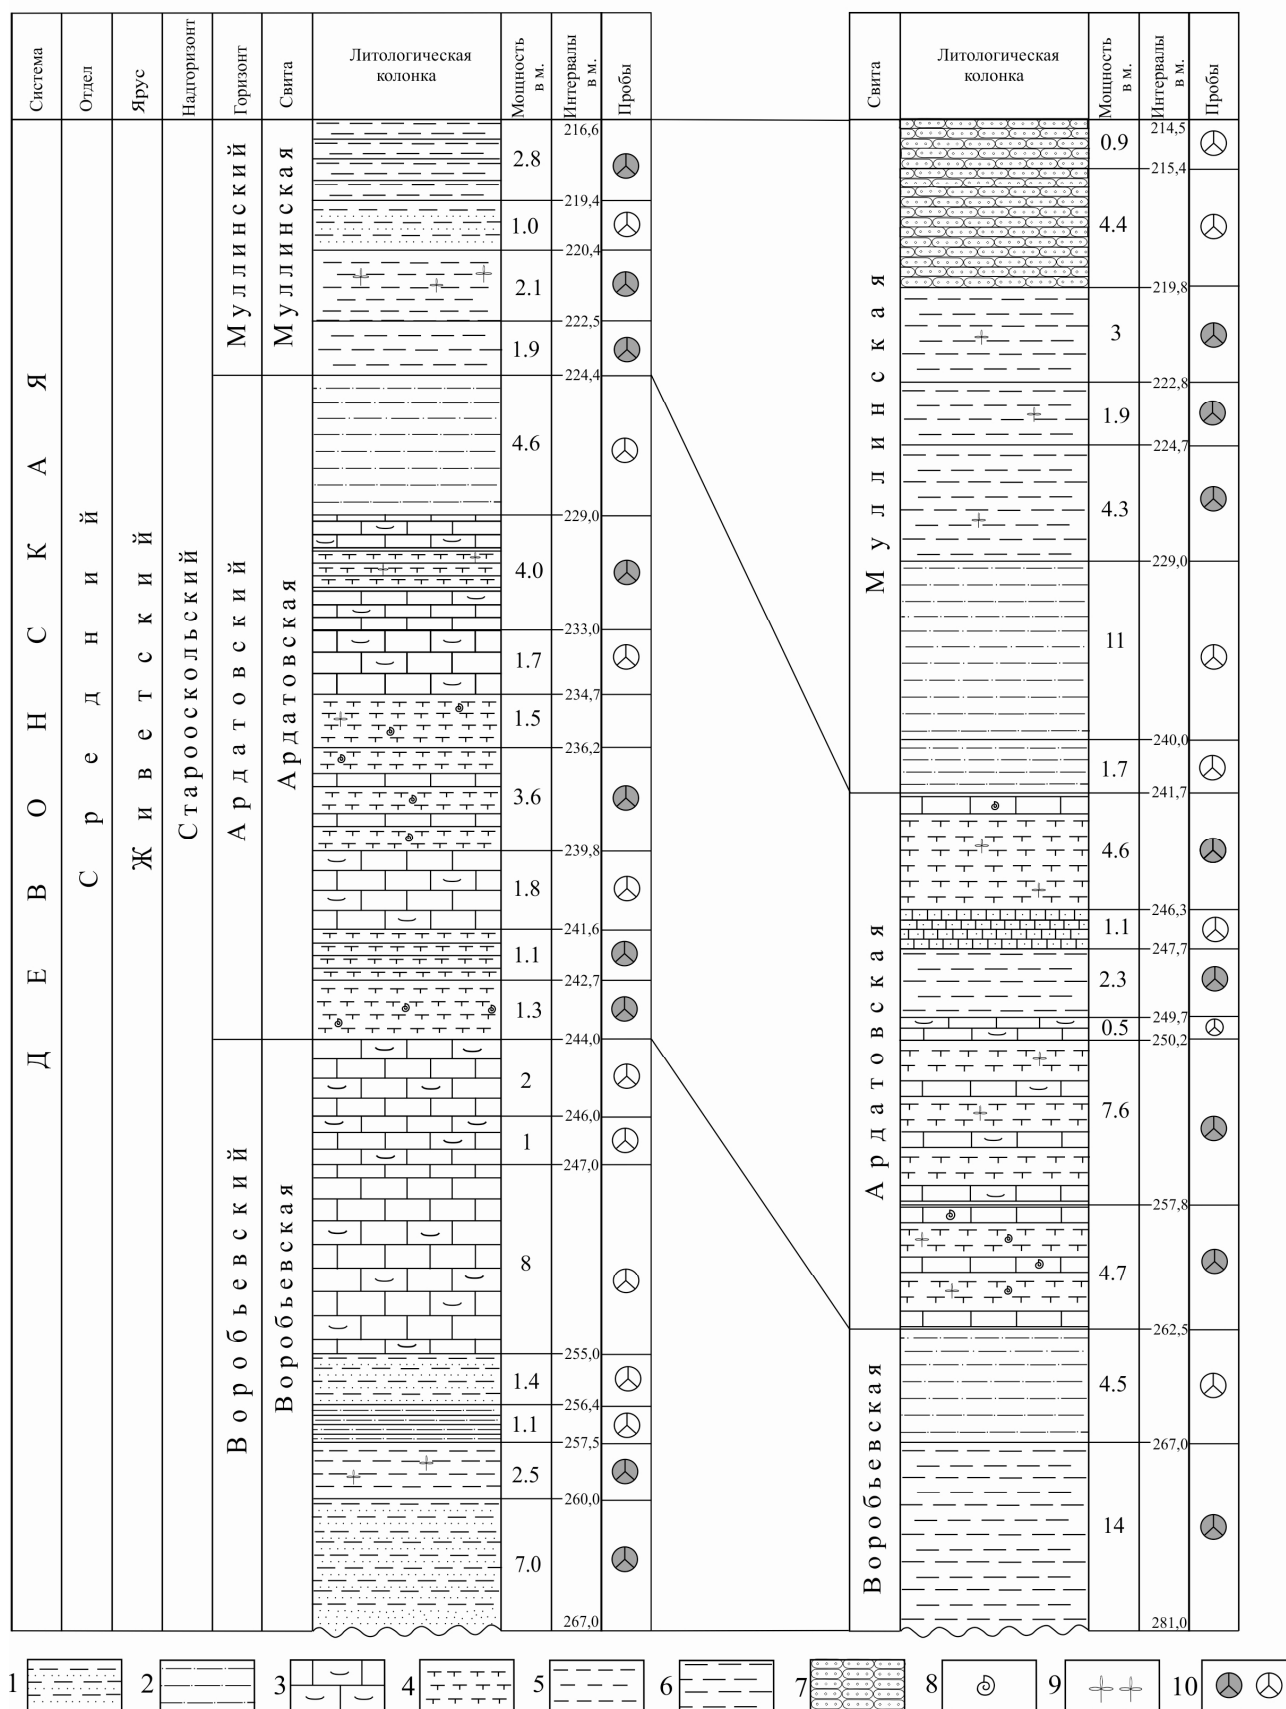 Система
Отдел
Ярус
Надгоризонт
Горизонт
Свита
Литологическая
колонка
Мощность
в м.
Интервалы
в м.
Пробы
ДЕВОНСКАЯ
Средний
Живетский
Старооскольский
Муллинский
Муллинская
Ардатовский
Ардатовская
Воробьевский
Воробьевская
216,6
2.8
219,4
1.0
220,4
2.1
222,5
1.9
224,4
4.6
229,0
4.0
233,0
1.7
234,7
1.5
236,2
3.6
239,8
1.8
241,6
1.1
242,7
1.3
244,0
2
246,0
1
247,0
8
255,0
1.4
256,4
1.1
257,5
2.5
260,0
7.0
267,0
Свита
Литологическая
колонка
Мощность
в м.
Интервалы
в м.
Пробы
Муллинская
Ардатовская
Воробьевская
214,5
0.9
215,4
4.4
219,8
3
222,8
1.9
224,7
4.3
229,0
11
240,0
1.7
241,7
4.6
246,3
1.1
247,7
2.3
249,7
0.5
250,2
7.6
257,8
4.7
262,5
4.5
267,0
14
281,0
1 2 3 4 5 6 7 8 9 10